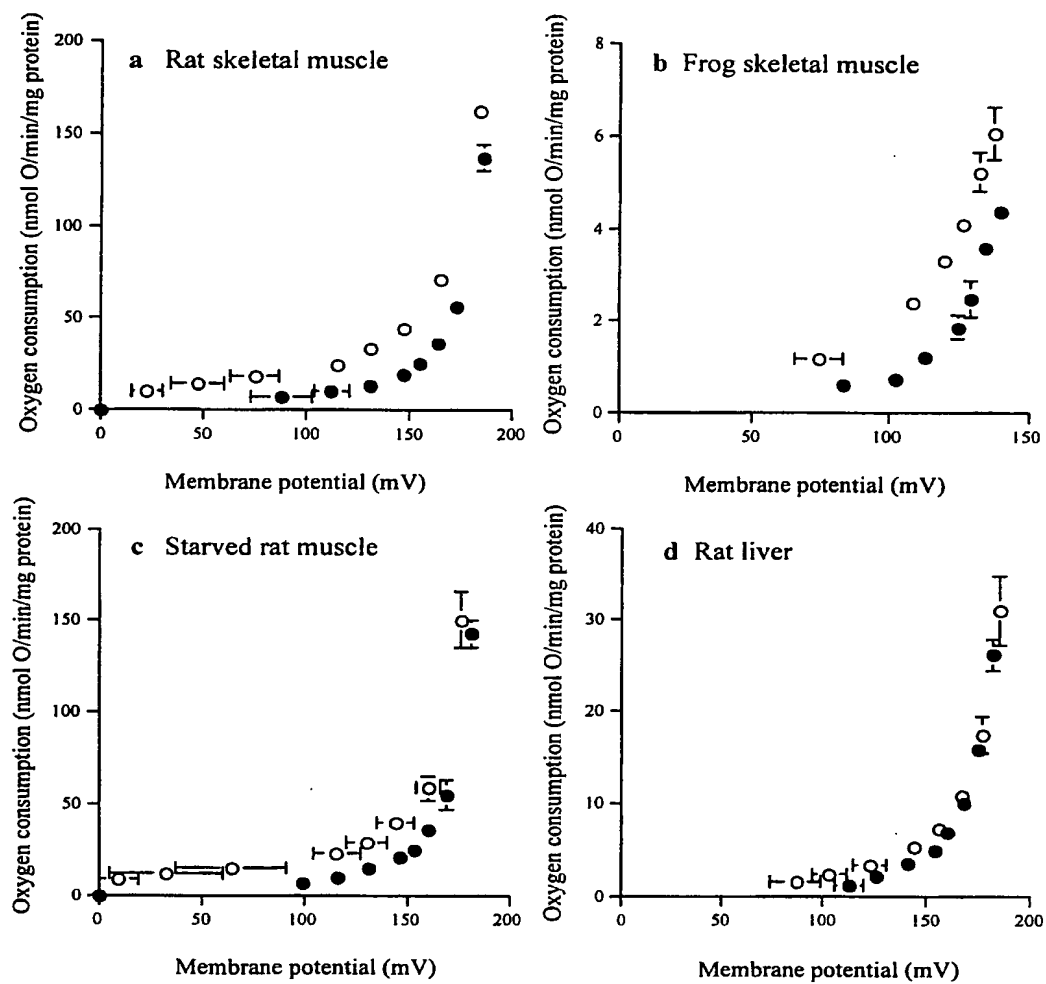 a Rat skeletal muscle
Oxygen consumption (nmol O/min/mg protein)
200
150
100
50
0
0 50 100 150 200
Membrane potential (mV)
b Frog skeletal muscle
Oxygen consumption (nmol O/min/mg protein)
8
6
4
2
0
0 50 100 150
Membrane potential (mV)
c Starved rat muscle
Oxygen consumption (nmol O/min/mg protein)
200
150
100
50
0
0 50 100 150 200
Membrane potential (mV)
d Rat liver
Oxygen consumption (nmol O/min/mg protein)
40
30
20
10
0
0 50 100 150 200
Membrane potential (mV)